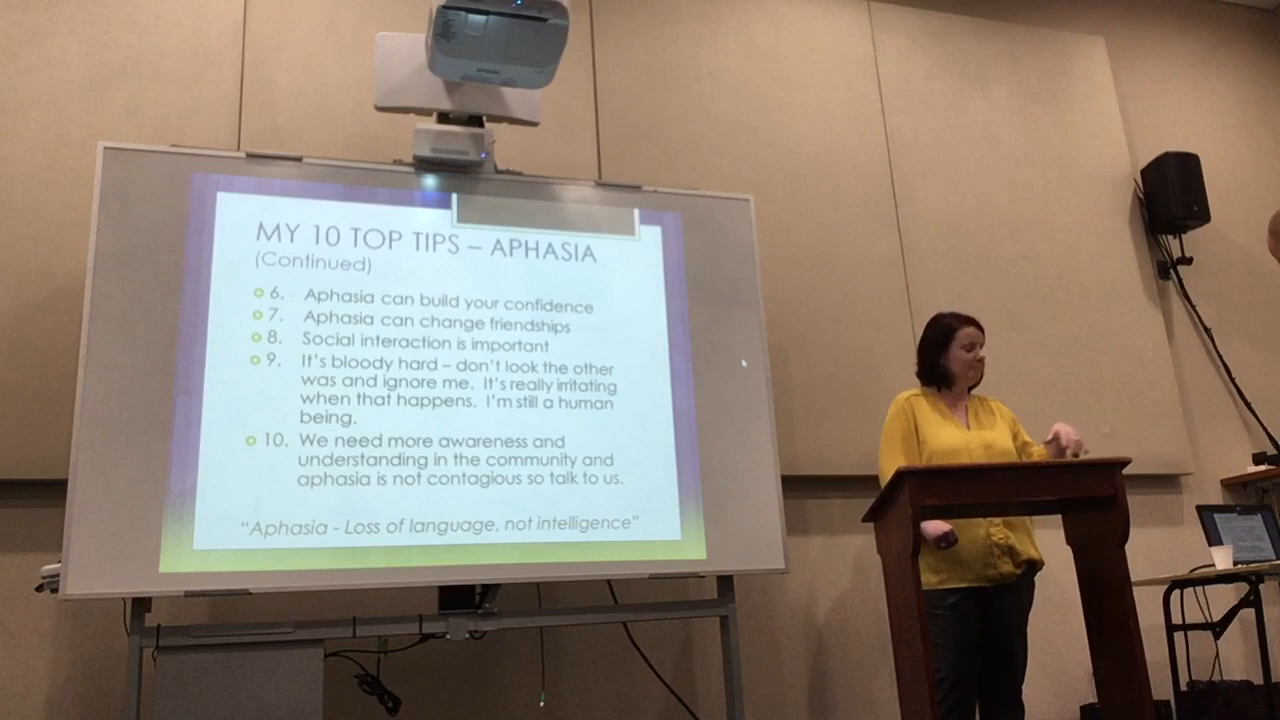 EPSON
MY 10 TOP TIPS – APHASIA
(Continued)
6. Aphasia can build your confidence
7. Aphasia can change friendships
8. Social interaction is important
9. It's bloody hard – don't look the other
was and ignore me. It's really irritating
when that happens. I'm still a human
being.
10. We need more awareness and
understanding in the community and
aphasia is not contagious so talk to us.
"Aphasia - Loss of language, not intelligence"